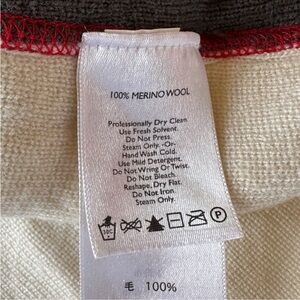 100% MERINO WOOL
Professionally Dry Clean.
Use Fresh Solvent.
Do Not Press.
Steam Only. -Or-
Hand Wash Cold.
Use Mild Detergent.
Do Not Wring Or Twist.
Do Not Bleach.
Reshape, Dry Flat.
Do Not Iron.
Steam Only.
30C
P
毛 100%